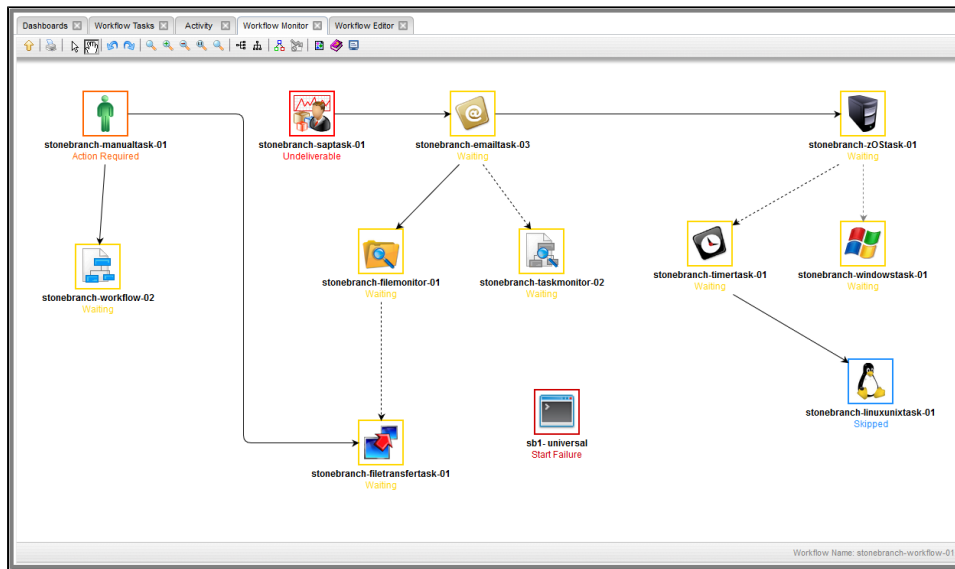 Dashboards
Workflow Tasks
Activity
Workflow Monitor
Workflow Editor
stonebranch-manualtask-01
Action Required
stonebranch-saptask-01
Undeliverable
stonebranch-emailtask-03
Waiting
stonebranch-zOStask-01
Waiting
stonebranch-workflow-02
Waiting
stonebranch-filemonitor-01
Waiting
stonebranch-taskmonitor-02
Waiting
stonebranch-timertask-01
Waiting
stonebranch-windowstask-01
Waiting
stonebranch-linuxunixtask-01
Skipped
sb1- universal
Start Failure
stonebranch-filetransfertask-01
Waiting
Workflow Name: stonebranch-workflow-01